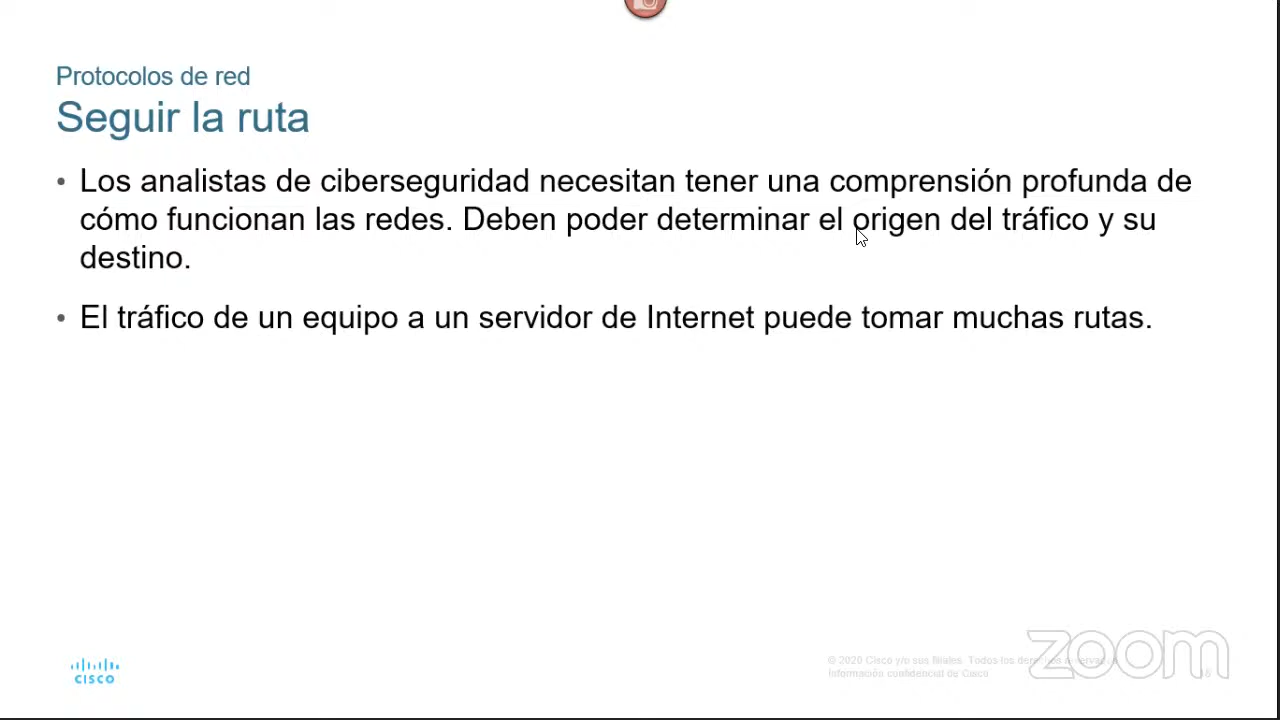 Protocolos de red
Seguir la ruta
• Los analistas de ciberseguridad necesitan tener una comprensión profunda de
cómo funcionan las redes. Deben poder determinar el origen del tráfico y su
destino.
• El tráfico de un equipo a un servidor de Internet puede tomar muchas rutas.
CISCO
© 2020 Cisco y/o sus filiales. Todos los derechos reservados.
Información confidencial de Cisco
zoom